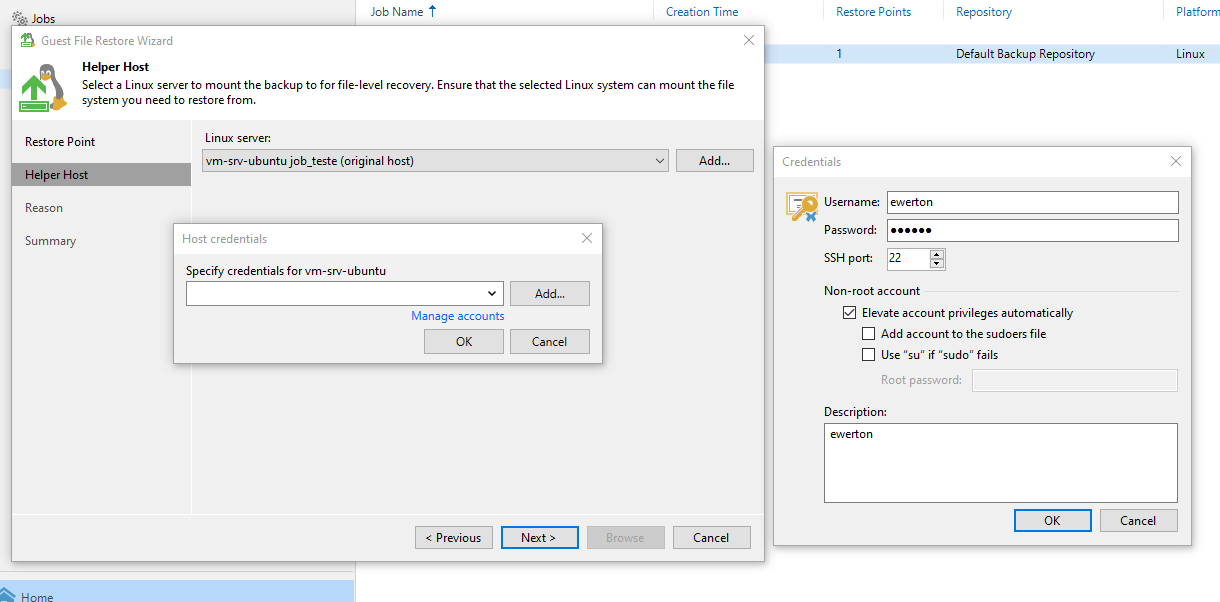 Jobs
Job Name ↑ Creation Time Restore Points Repository Platform
1 Default Backup Repository Linux
Guest File Restore Wizard
Helper Host
Select a Linux server to mount the backup to for file-level recovery. Ensure that the selected Linux system can mount the file
system you need to restore from.
Restore Point
Helper Host
Reason
Summary
Linux server:
vm-srv-ubuntu job_teste (original host)
Add...
Host credentials
Specify credentials for vm-srv-ubuntu
Add...
Manage accounts
OK Cancel
< Previous Next > Browse Cancel
Credentials
Username: ewerton
Password: ●●●●●●
SSH port: 22
Non-root account
Elevate account privileges automatically
Add account to the sudoers file
Use "su" if "sudo" fails
Root password:
Description:
ewerton
OK Cancel
Home